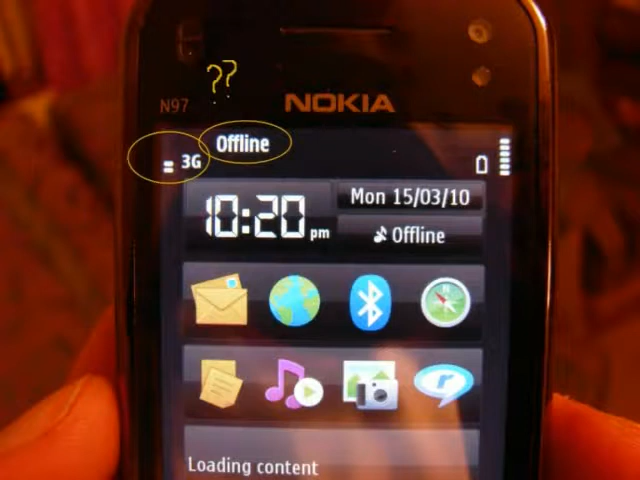 ??
N97 NOKIA
Offline
3G
10:20 pm
Mon 15/03/10
Offline
Loading content